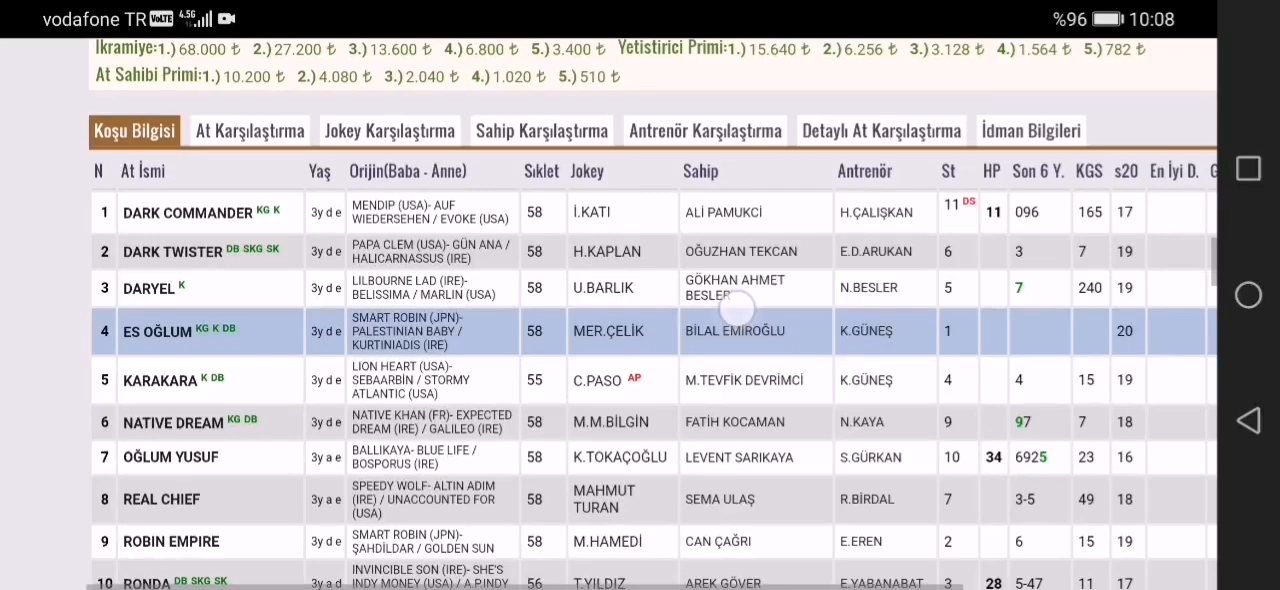 vodafone TR VoLTE 4.5G %96 10:08
İkramiye:1.) 68.000 ₺ 2.) 27.200 ₺ 3.) 13.600 ₺ 4.) 6.800 ₺ 5.) 3.400 ₺ Yetistirici Primi:1.) 15.640 ₺ 2.) 6.256 ₺ 3.) 3.128 ₺ 4.) 1.564 ₺ 5.) 782 ₺
At Sahibi Primi:1.) 10.200 ₺ 2.) 4.080 ₺ 3.) 2.040 ₺ 4.) 1.020 ₺ 5.) 510 ₺
Koşu Bilgisi At Karşılaştırma Jokey Karşılaştırma Sahip Karşılaştırma Antrenör Karşılaştırma Detaylı At Karşılaştırma İdman Bilgileri
N At İsmi Yaş Orijin(Baba - Anne) Sıklet Jokey Sahip Antrenör St HP Son 6 Y. KGS s20 En İyi D.
1 DARK COMMANDER KG K 3y d e MENDIP (USA)- AUF WIEDERSEHEN / EVOKE (USA) 58 İ.KATI ALİ PAMUKCİ H.ÇALIŞKAN 11 DS 11 096 165 17
2 DARK TWISTER DB SKG SK 3y d e PAPA CLEM (USA)- GÜN ANA / HALICARNASSUS (IRE) 58 H.KAPLAN OĞUZHAN TEKCAN E.D.ARUKAN 6 3 7 19
3 DARYEL K 3y d e LILBOURNE LAD (IRE)- BELISSIMA / MARLIN (USA) 58 U.BARLIK GÖKHAN AHMET BESLER N.BESLER 5 7 240 19
4 ES OĞLUM KG K DB 3y d e SMART ROBIN (JPN)- PALESTINIAN BABY / KURTINIADIS (IRE) 58 MER.ÇELİK BİLAL EMİROĞLU K.GÜNEŞ 1 20
5 KARAKARA K DB 3y d e LION HEART (USA)- SEBAARBİN / STORMY ATLANTIC (USA) 55 C.PASO AP M.TEVFİK DEVRİMCİ K.GÜNEŞ 4 4 15 19
6 NATIVE DREAM KG DB 3y d e NATIVE KHAN (FR)- EXPECTED DREAM (IRE) / GALILEO (IRE) 58 M.M.BİLGİN FATİH KOCAMAN N.KAYA 9 97 7 18
7 OĞLUM YUSUF 3y a e BALLIKAYA- BLUE LIFE / BOSPORUS (IRE) 58 K.TOKAÇOĞLU LEVENT SARIKAYA S.GÜRKAN 10 34 6925 23 16
8 REAL CHIEF 3y a e SPEEDY WOLF- ALTIN ADIM (IRE) / UNACCOUNTED FOR (USA) 58 MAHMUT TURAN SEMA ULAŞ R.BİRDAL 7 3-5 49 18
9 ROBIN EMPIRE 3y d e SMART ROBIN (JPN)- ŞAHDİLDAR / GOLDEN SUN 58 M.HAMEDİ CAN ÇAĞRI E.EREN 2 6 15 19
10 RONDA DB SKG SK 3y a d INVINCIBLE SON (IRE)- SHE'S INDY MONEY (USA) / A.P.INDY 56 T.YILDIZ AREK GÖVER E.YABANABAT 3 28 5-47 11 17